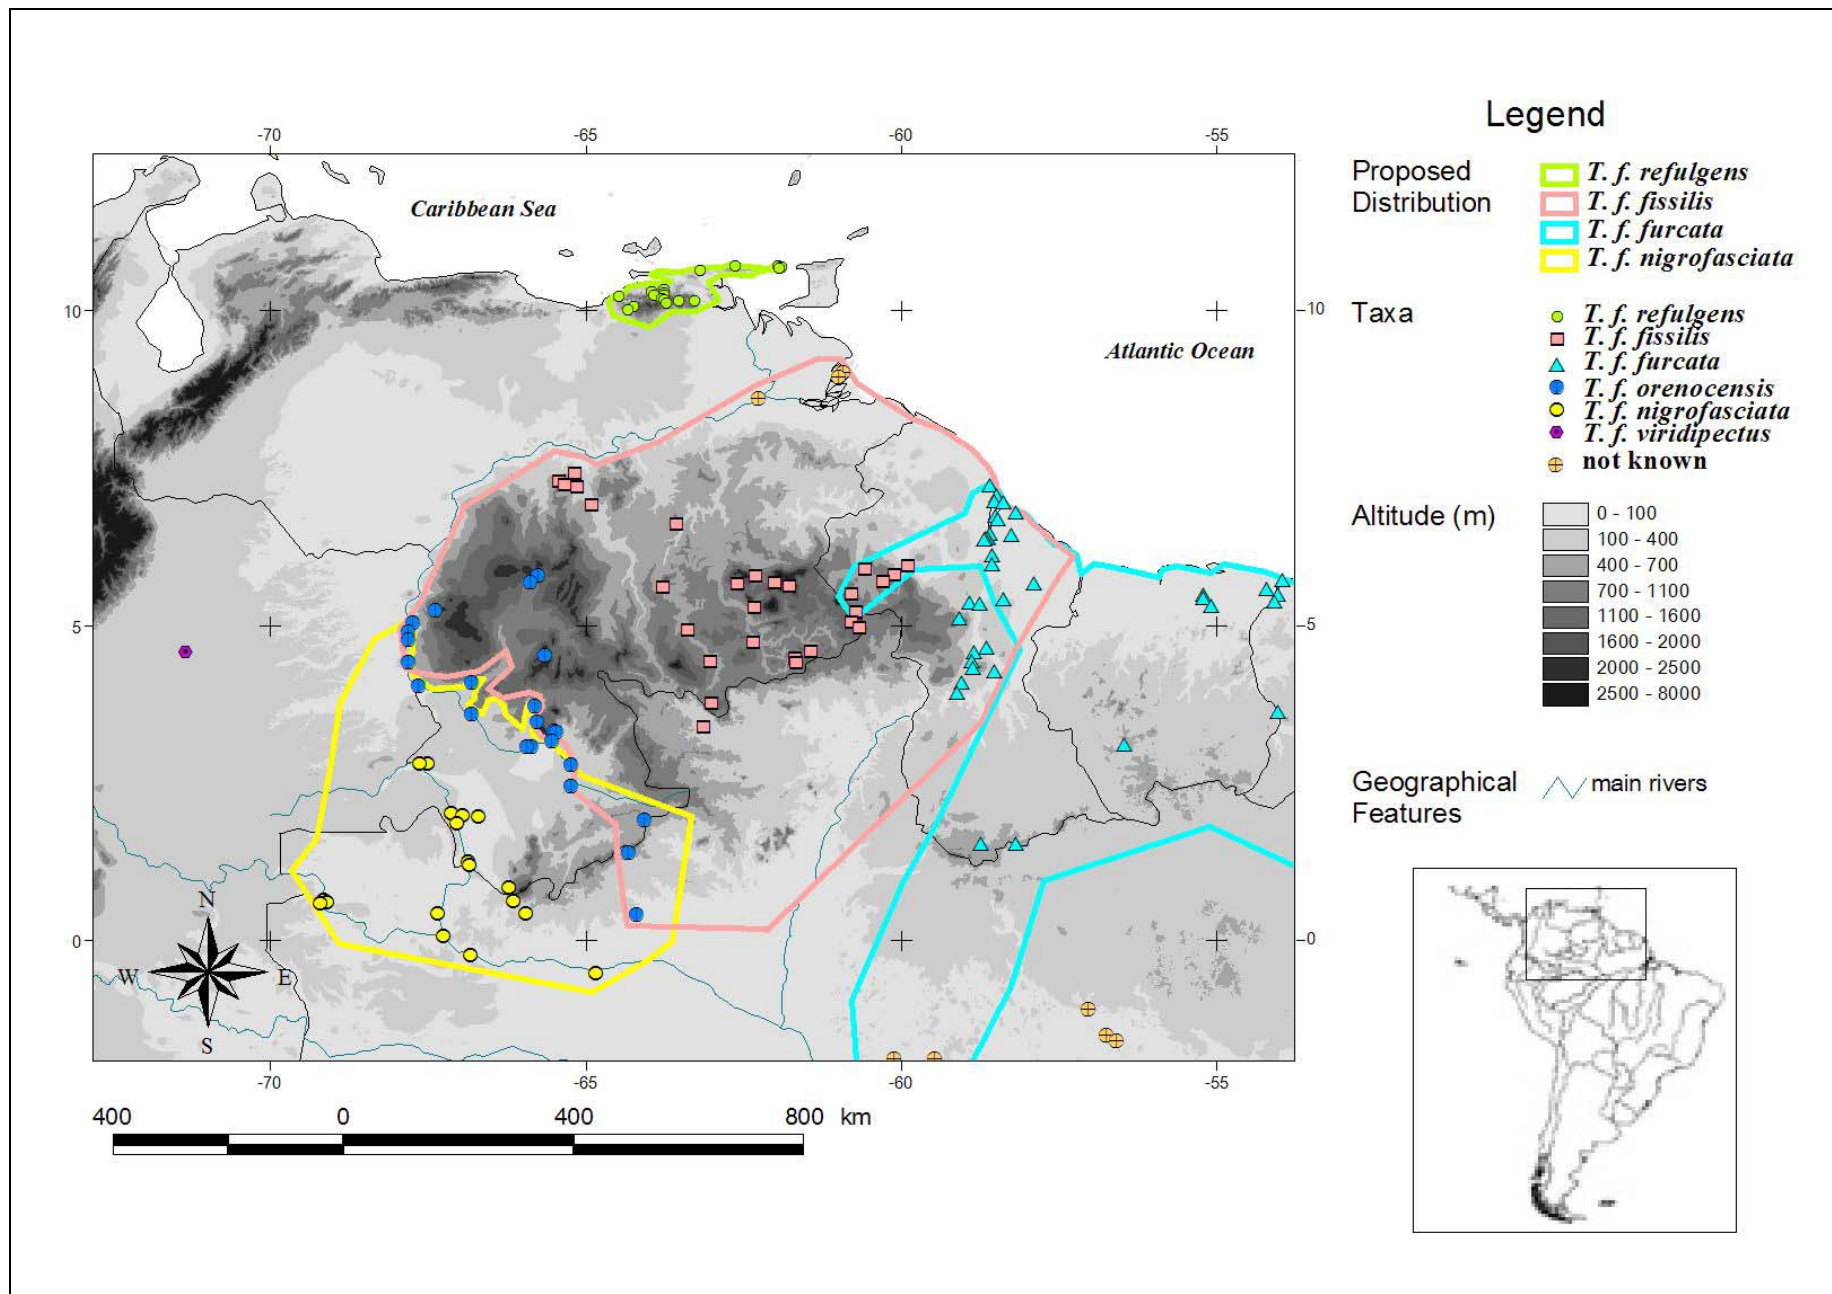 Legend
-70 -65 -60 -55
Proposed
Distribution
T. f. refulgens
T. f. fissilis
T. f. furcata
T. f. nigrofasciata
Caribbean Sea
Atlantic Ocean
10 10
5 5
0 0
Taxa
T. f. refulgens
T. f. fissilis
T. f. furcata
T. f. orenocensis
T. f. nigrofasciata
T. f. viridipectus
not known
Altitude (m)
0 - 100
100 - 400
400 - 700
700 - 1100
1100 - 1600
1600 - 2000
2000 - 2500
2500 - 8000
Geographical
Features
main rivers
N
W E
S
-70 -65 -60 -55
400 0 400 800 km